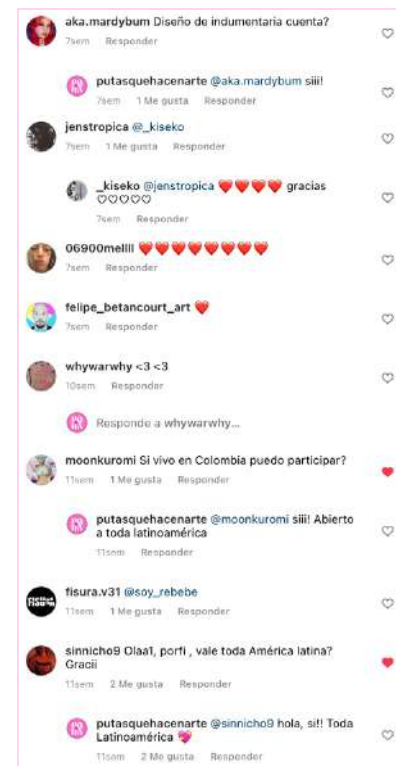 aka.mardybum Diseño de indumentaria cuenta?
7sem Responder
putasquehacenarte @aka.mardybum siii!
7sem 1 Me gusta Responder
jenstropica @_kiseko
7sem 1 Me gusta Responder
_kiseko @jenstropica ❤️❤️❤️❤️ gracias
♡♡♡♡♡
7sem Responder
06900mellll ❤️❤️❤️❤️❤️❤️❤️❤️
7sem Responder
felipe_betancourt_art ❤️
7sem Responder
whywarwhy <3 <3
10sem Responder
Responde a whywarwhy...
moonkuromi Si vivo en Colombia puedo participar?
11sem 1 Me gusta Responder
putasquehacenarte @moonkuromi siii! Abierto
a toda latinoamérica
11sem Responder
fisura.v31 @soy_rebebe
11sem 1 Me gusta Responder
sinnicho9 Olaa1, porfi , vale toda América latina?
Gracii
11sem 2 Me gusta Responder
putasquehacenarte @sinnicho9 hola, si!! Toda
Latinoamérica 💖
11sem 2 Me gusta Responder